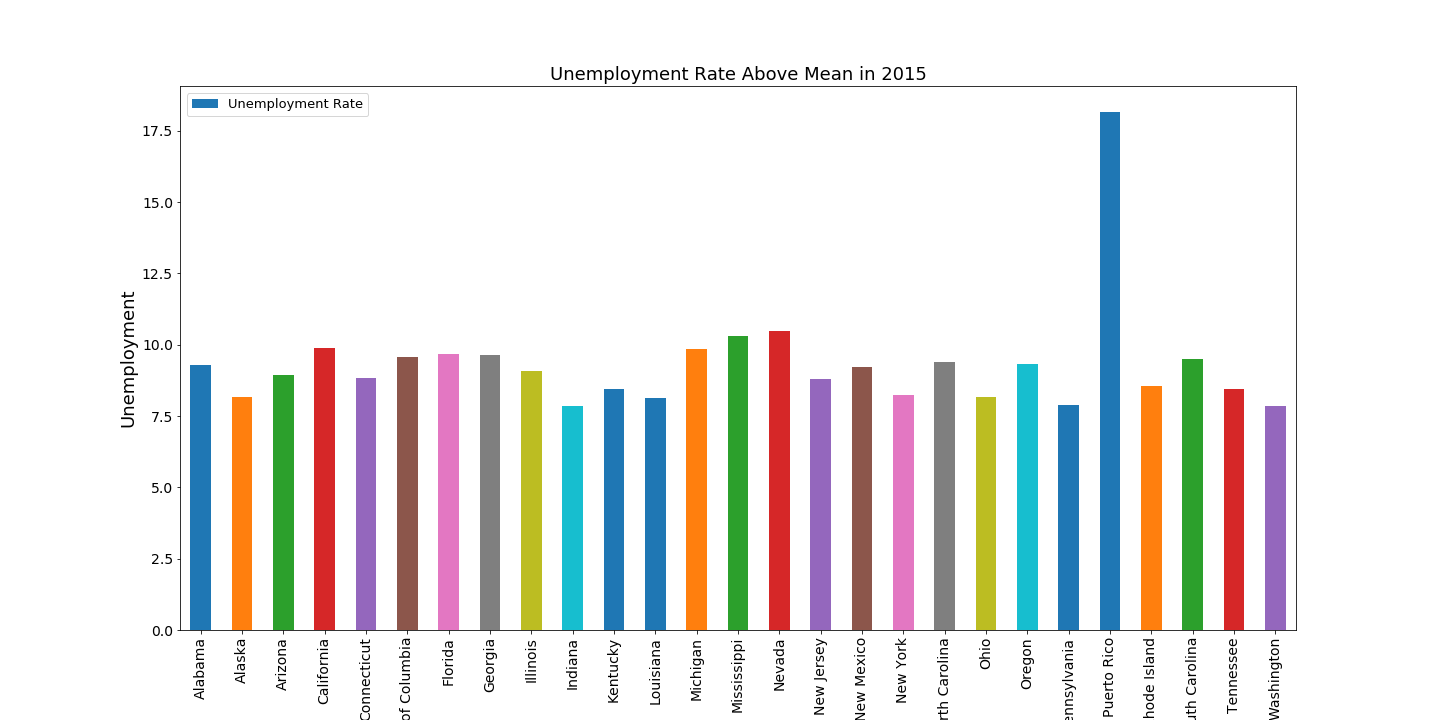 Unemployment Rate Above Mean in 2015
Unemployment Rate
Unemployment
17.5
15.0
12.5
10.0
7.5
5.0
2.5
0.0
Alabama
Alaska
Arizona
California
Connecticut
of Columbia
Florida
Georgia
Illinois
Indiana
Kentucky
Louisiana
Michigan
Mississippi
Nevada
New Jersey
New Mexico
New York
rth Carolina
Ohio
Oregon
ennsylvania
Puerto Rico
hode Island
uth Carolina
Tennessee
Washington